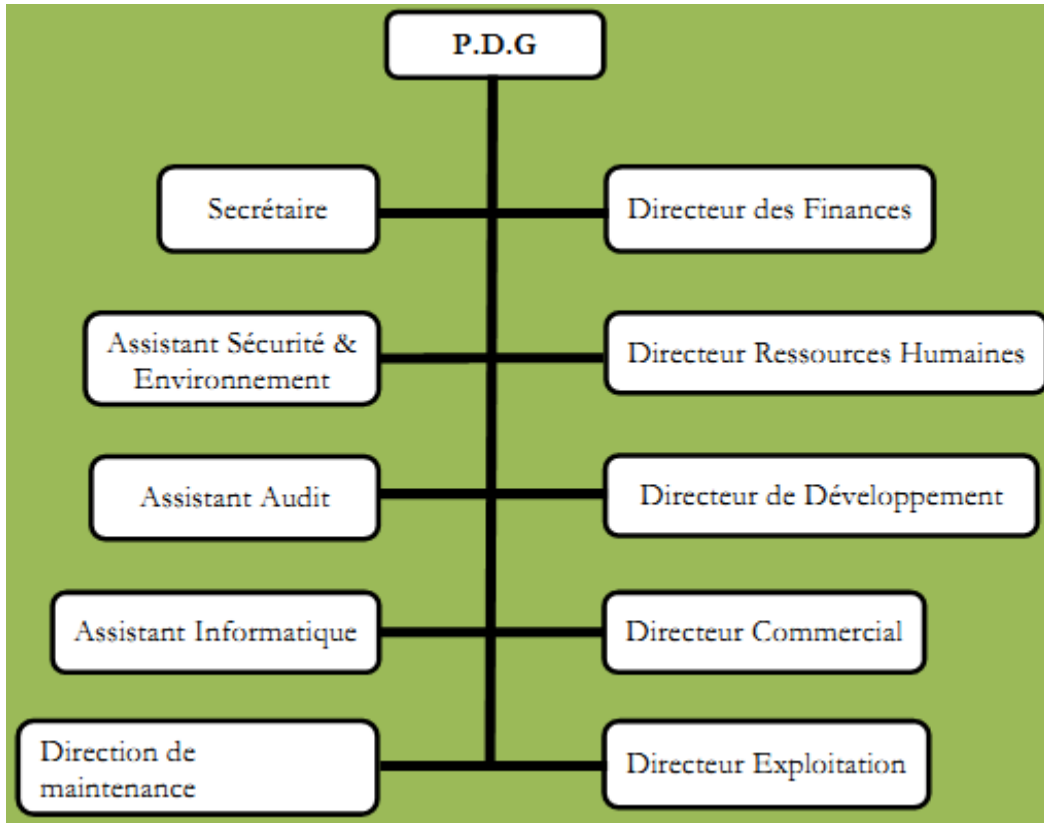 P.D.G
Secrétaire
Directeur des Finances
Assistant Sécurité &
Environnement
Directeur Ressources Humaines
Assistant Audit
Directeur de Développement
Assistant Informatique
Directeur Commercial
Direction de
maintenance
Directeur Exploitation